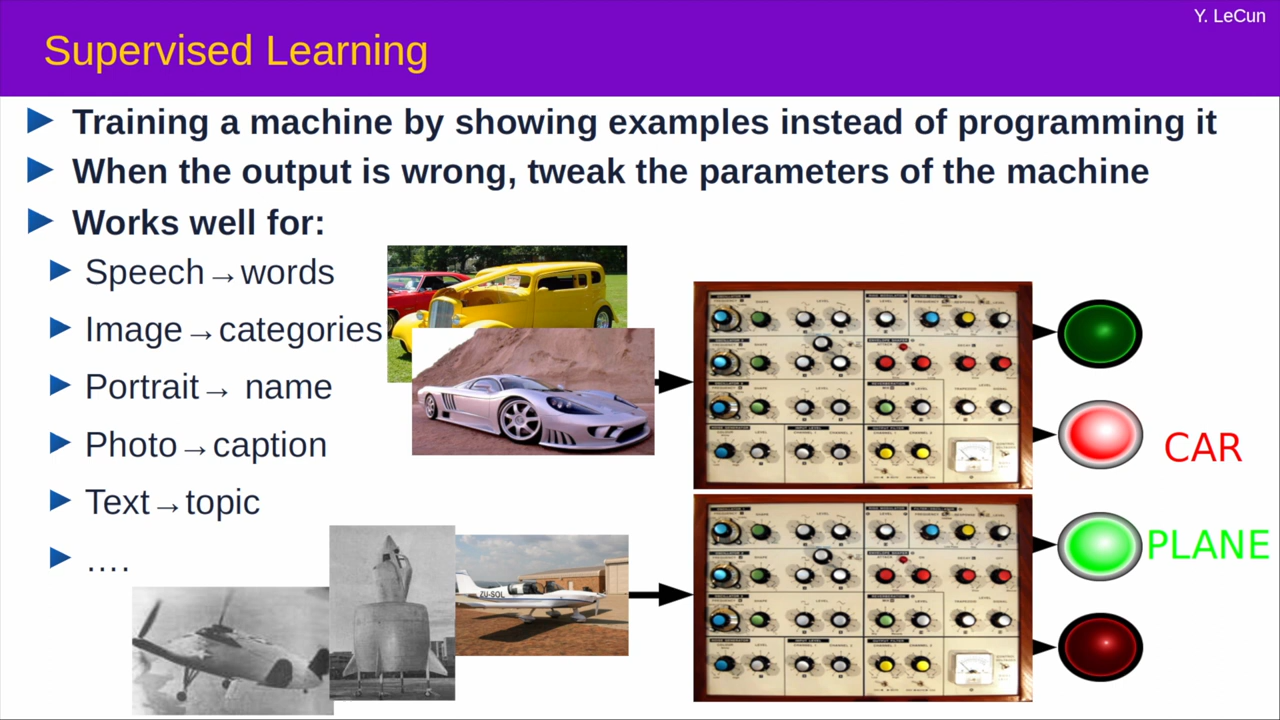 Y. LeCun
Supervised Learning
Training a machine by showing examples instead of programming it
When the output is wrong, tweak the parameters of the machine
Works well for:
Speech→words
Image→categories
Portrait→ name
Photo→caption
Text→topic
....
CAR
PLANE
ZU-SOL